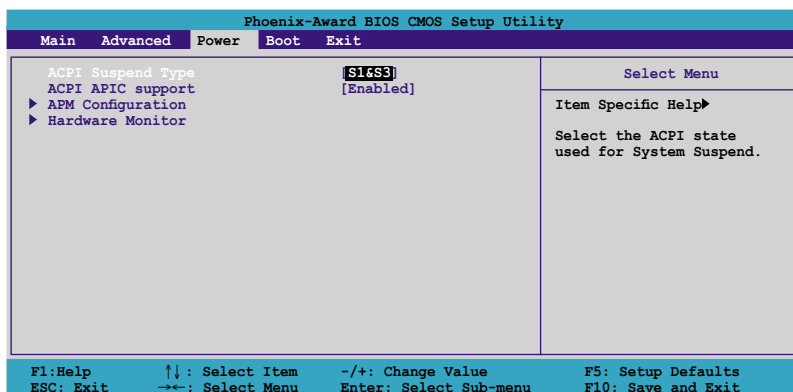 Phoenix-Award BIOS CMOS Setup Utility
Main Advanced Power Boot Exit
ACPI Suspend Type [S1&S3]
ACPI APIC support [Enabled]
APM Configuration
Hardware Monitor
Select Menu
Item Specific Help
Select the ACPI state
used for System Suspend.
F1:Help ↑↓ : Select Item -/+: Change Value F5: Setup Defaults
ESC: Exit →←: Select Menu Enter: Select Sub-menu F10: Save and Exit